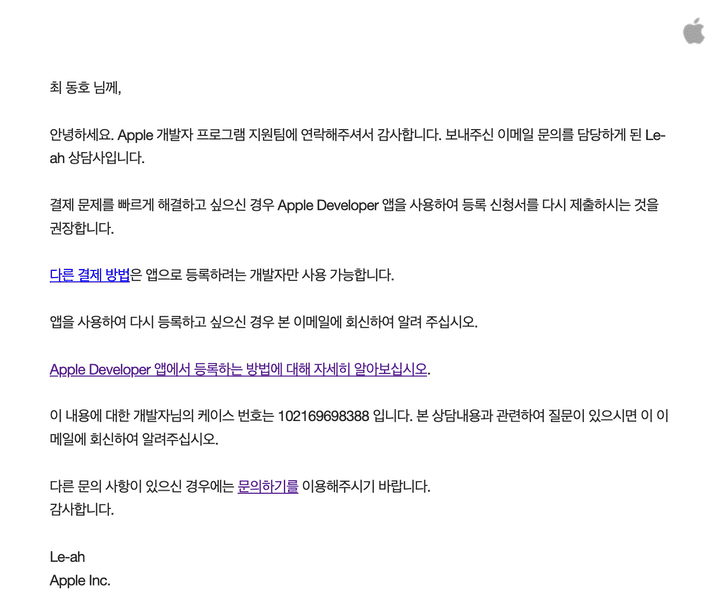 최 동호 님께,
안녕하세요. Apple 개발자 프로그램 지원팀에 연락해주셔서 감사합니다. 보내주신 이메일 문의를 담당하게 된 Le-
ah 상담사입니다.
결제 문제를 빠르게 해결하고 싶으신 경우 Apple Developer 앱을 사용하여 등록 신청서를 다시 제출하시는 것을
권장합니다.
다른 결제 방법은 앱으로 등록하려는 개발자만 사용 가능합니다.
앱을 사용하여 다시 등록하고 싶으신 경우 본 이메일에 회신하여 알려 주십시오.
Apple Developer 앱에서 등록하는 방법에 대해 자세히 알아보십시오.
이 내용에 대한 개발자님의 케이스 번호는 102169698388 입니다. 본 상담내용과 관련하여 질문이 있으시면 이 이
메일에 회신하여 알려주십시오.
다른 문의 사항이 있으신 경우에는 문의하기를 이용해주시기 바랍니다.
감사합니다.
Le-ah
Apple Inc.